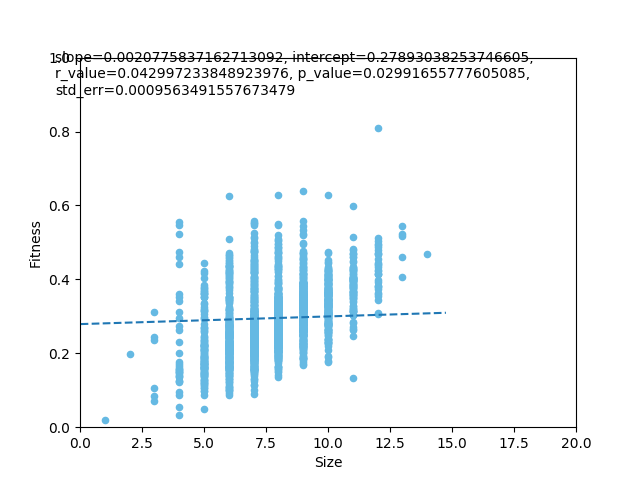 slope=0.0020775837162713092, intercept=0.27893038253746605,
r_value=0.042997233848923976, p_value=0.02991655777605085,
std_err=0.0009563491557673479
1.0
0.8
0.6
0.4
0.2
0.0
Fitness
0.0 2.5 5.0 7.5 10.0 12.5 15.0 17.5 20.0
Size